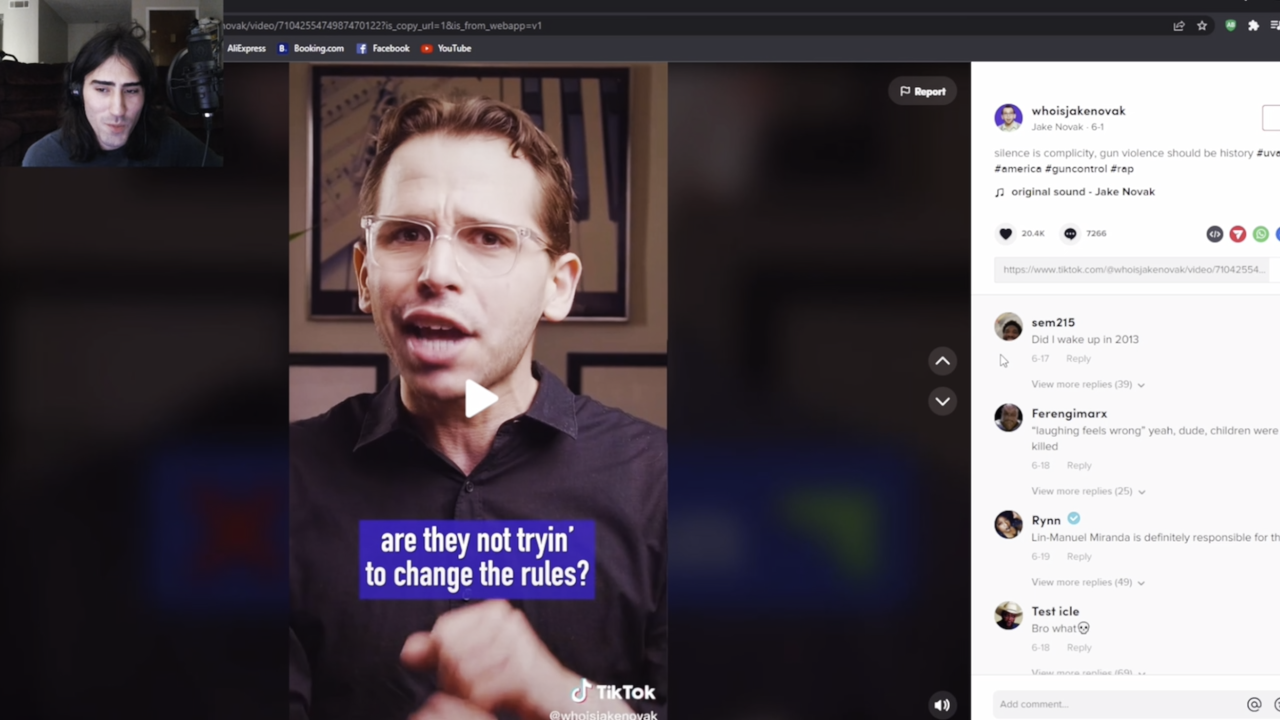 novak/video/7104255474987470122?is_copy_url=1&is_from_webapp=v1
AliExpress
B. Booking.com
Facebook
YouTube
Report
are they not tryin'
to change the rules?
TikTok
@whoisjakenovak
whoisjakenovak
Jake Novak · 6-1
silence is complicity, gun violence should be history #uva
#america #guncontrol #rap
original sound - Jake Novak
20.4K
7266
https://www.tiktok.com/@whoisjakenovak/video/71042554...
sem215
Did I wake up in 2013
6-17 Reply
View more replies (39)
Ferengimarx
"laughing feels wrong" yeah, dude, children were
killed
6-18 Reply
View more replies (25)
Rynn
Lin-Manuel Miranda is definitely responsible for th
6-19 Reply
View more replies (49)
Test icle
Bro what💀
6-18 Reply
View more replies (69)
Add comment...